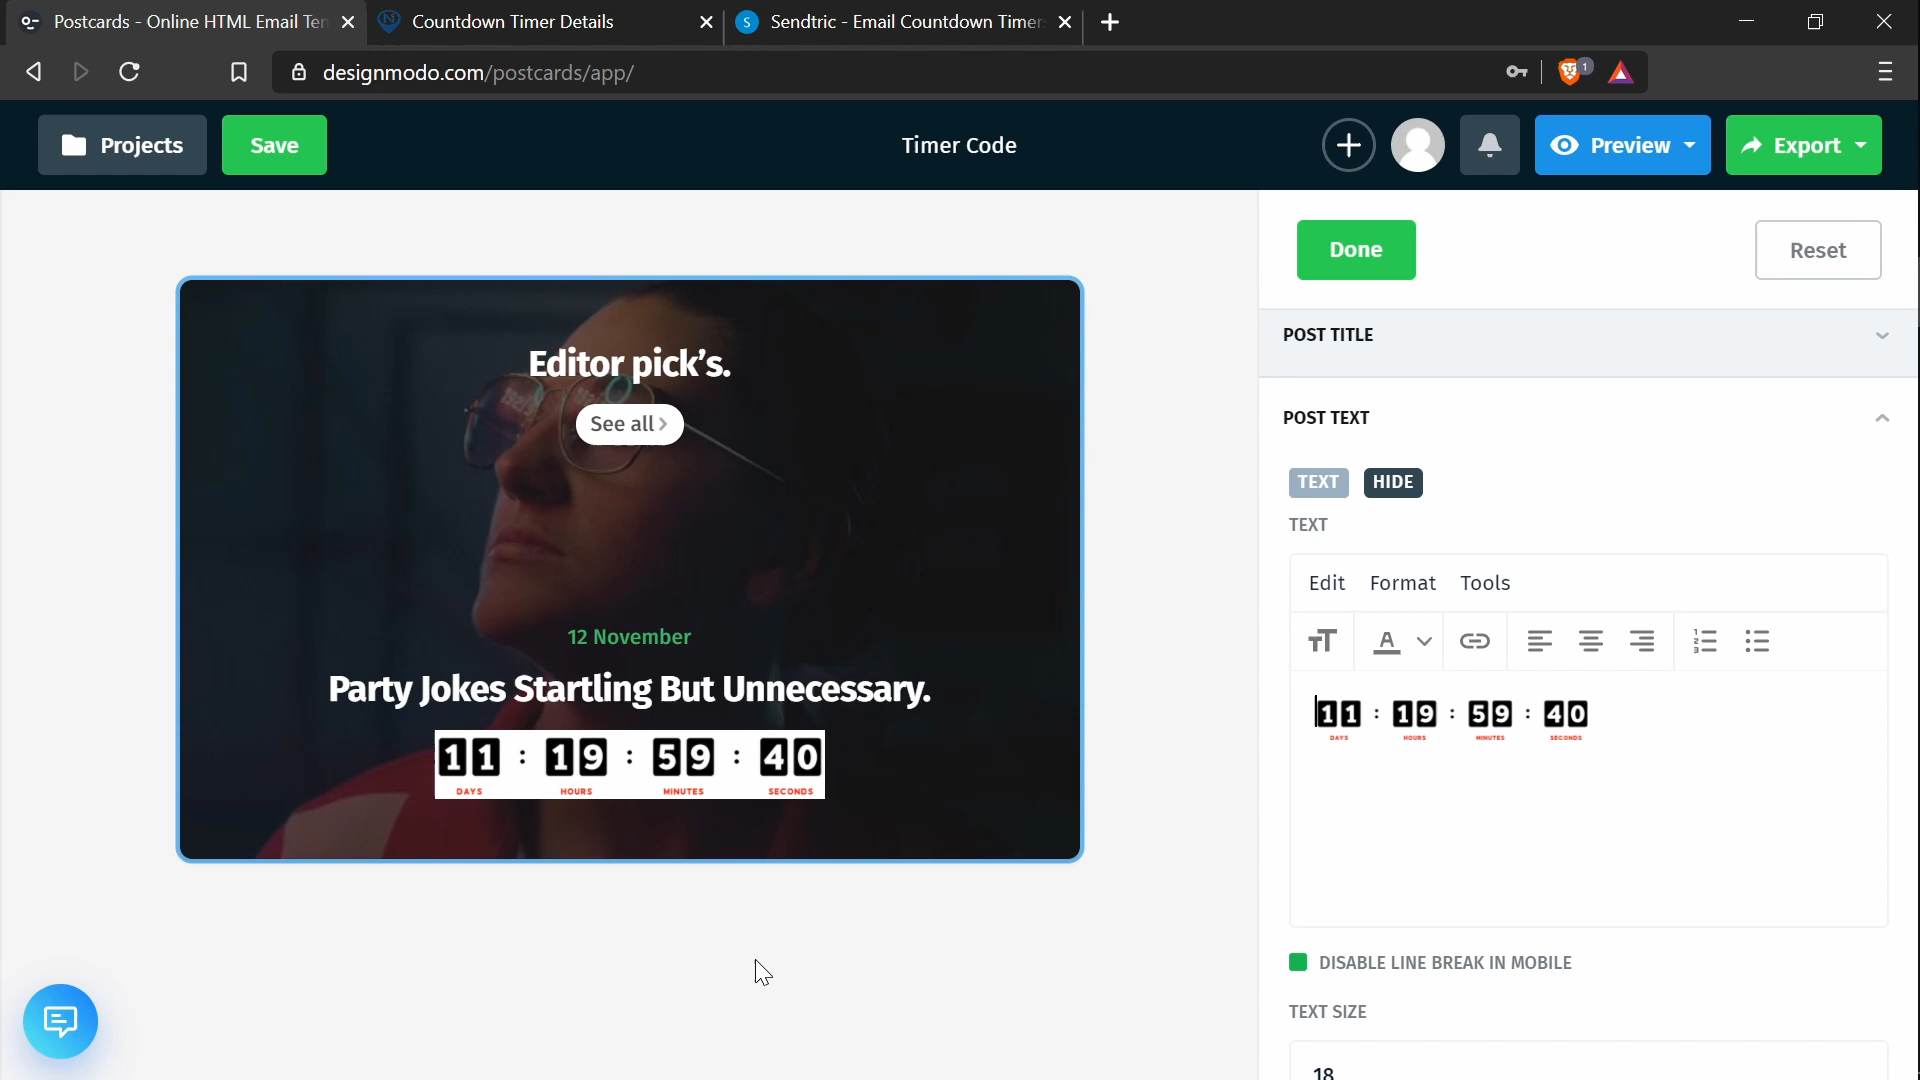 Postcards - Online HTML Email Ten
Countdown Timer Details
S
Sendtric - Email Countdown Timer
designmodo.com/postcards/app/
1
Projects
Save
Timer Code
Preview
Export
Done
Reset
POST TITLE
POST TEXT
TEXT HIDE
TEXT
Edit Format Tools
11 : 19 : 59 : 40
DAYS HOURS MINUTES SECONDS
DISABLE LINE BREAK IN MOBILE
TEXT SIZE
18
Editor pick’s.
See all
12 November
Party Jokes Startling But Unnecessary.
11 : 19 : 59 : 40
DAYS HOURS MINUTES SECONDS